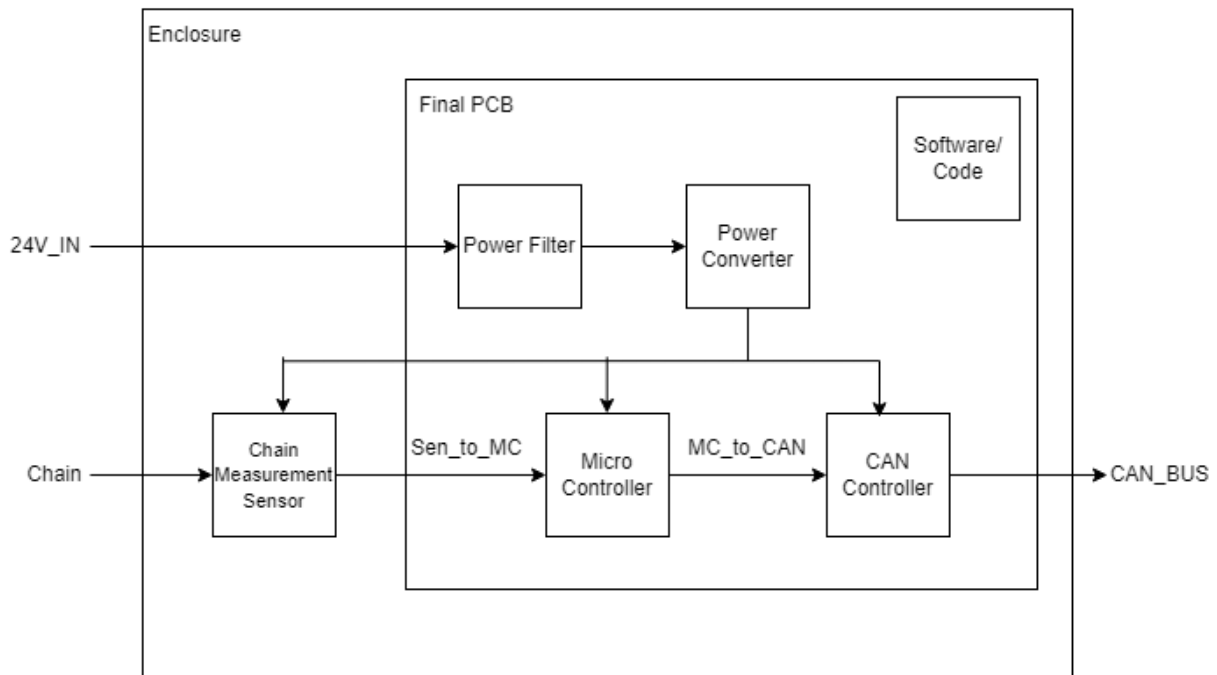 Enclosure
Final PCB
Software/
Code
24V_IN
Power Filter
Power
Converter
Chain
Chain
Measurement
Sensor
Sen_to_MC
Micro
Controller
MC_to_CAN
CAN
Controller
CAN_BUS